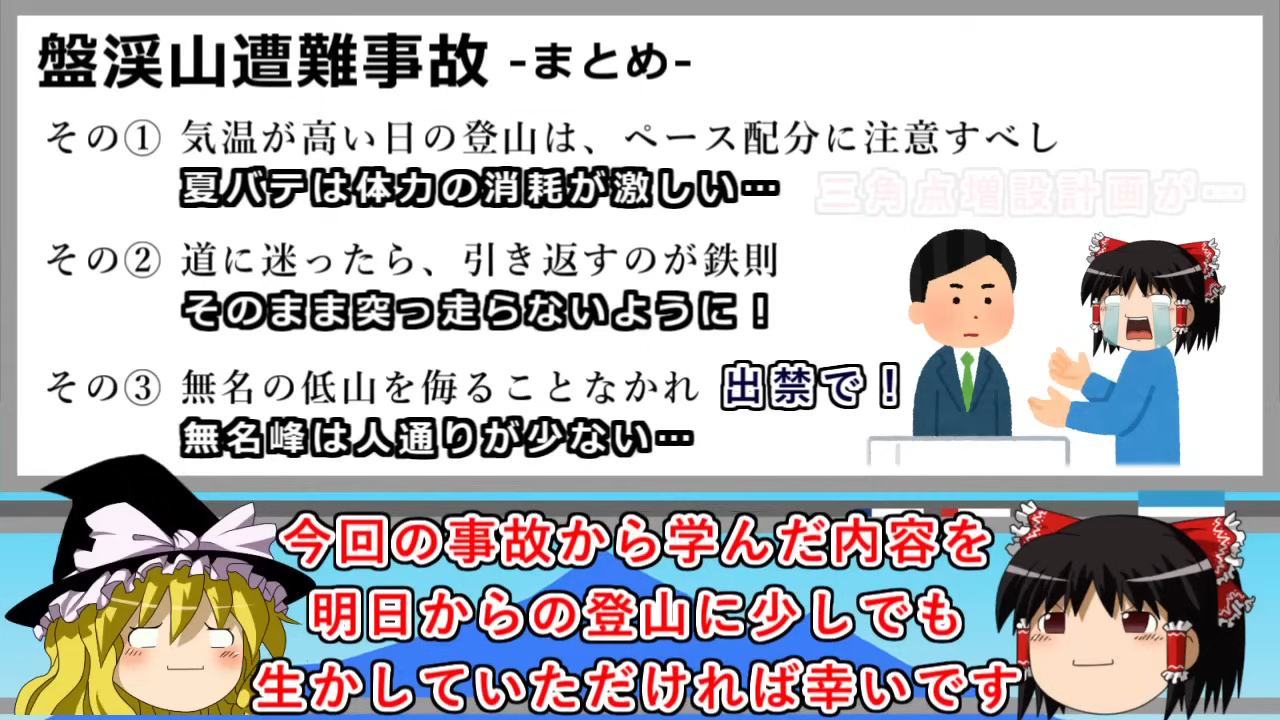 盤渓山遭難事故 -まとめ-
その① 気温が高い日の登山は、ペース配分に注意すべし
夏バテは体力の消耗が激しい…
三角点増設計画が…
その② 道に迷ったら、引き返すのが鉄則
そのまま突っ走らないように！
その③ 無名の低山を侮ることなかれ
出禁で！
無名峰は人通りが少ない…
今回の事故から学んだ内容を
明日からの登山に少しでも
生かしていただければ幸いです